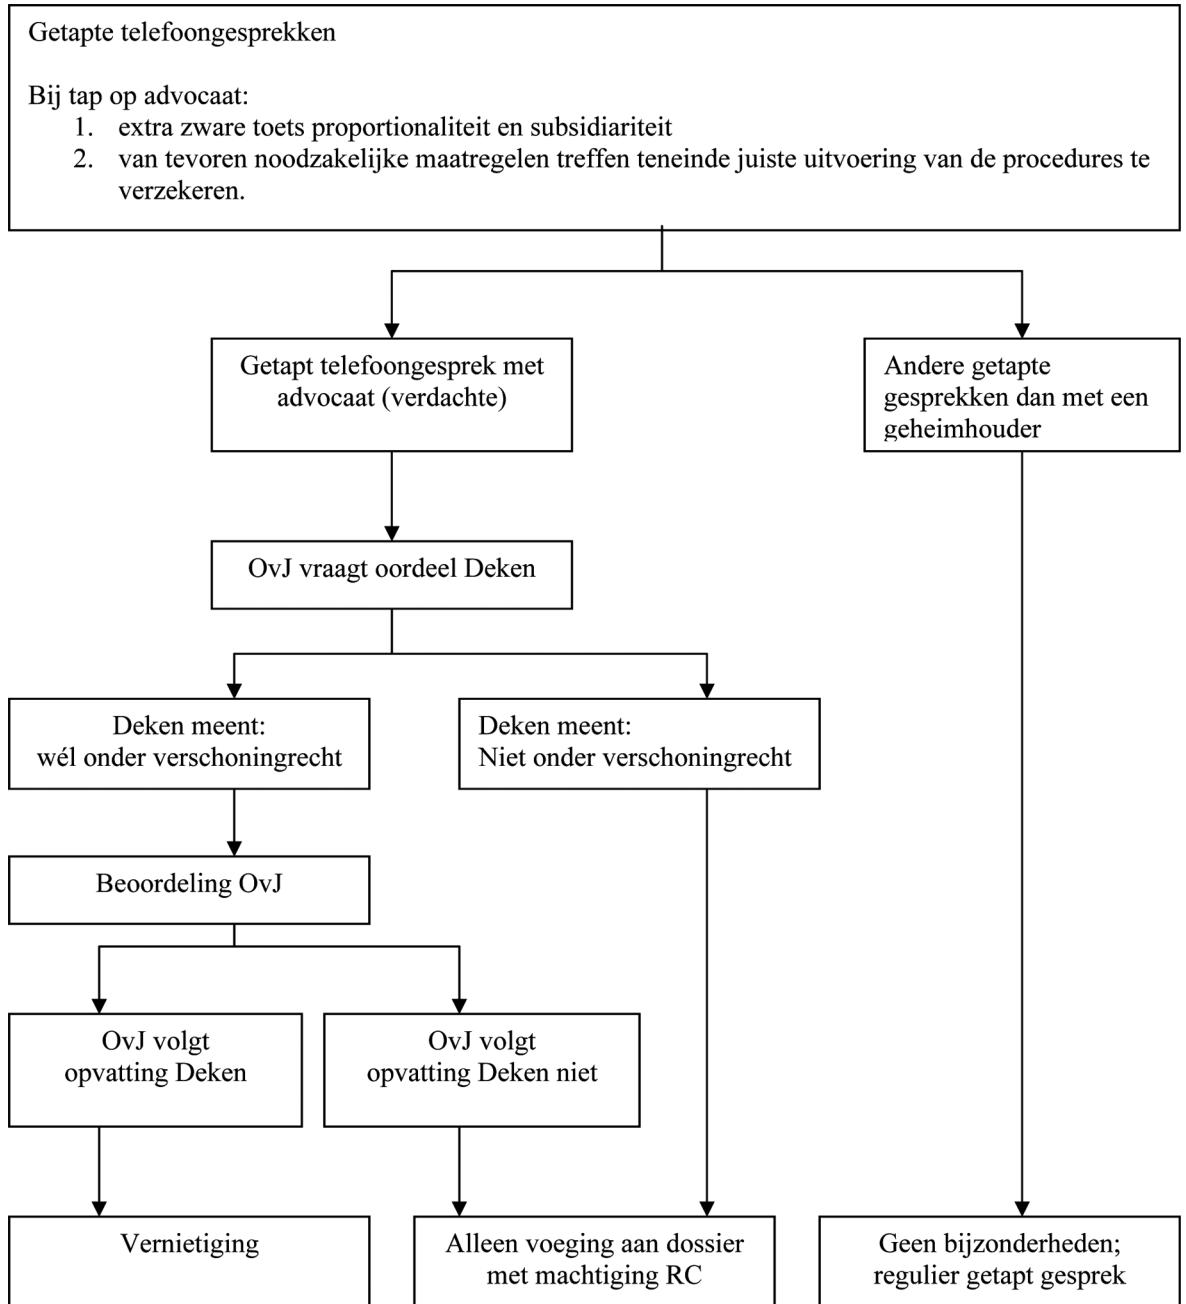 Getapte telefoongesprekken
Bij tap op advocaat:
1. extra zware toets proportionaliteit en subsidiariteit
2. van tevoren noodzakelijke maatregelen treffen teneinde juiste uitvoering van de procedures te
verzekeren.
Getapt telefoongesprek met
advocaat (verdachte)
Andere getapte
gesprekken dan met een
geheimhouder
OvJ vraagt oordeel Deken
Deken meent:
wél onder verschoningrecht
Deken meent:
Niet onder verschoningrecht
Beoordeling OvJ
OvJ volgt
opvatting Deken
OvJ volgt
opvatting Deken niet
Vernietiging
Alleen voeging aan dossier
met machtiging RC
Geen bijzonderheden;
regulier getapt gesprek